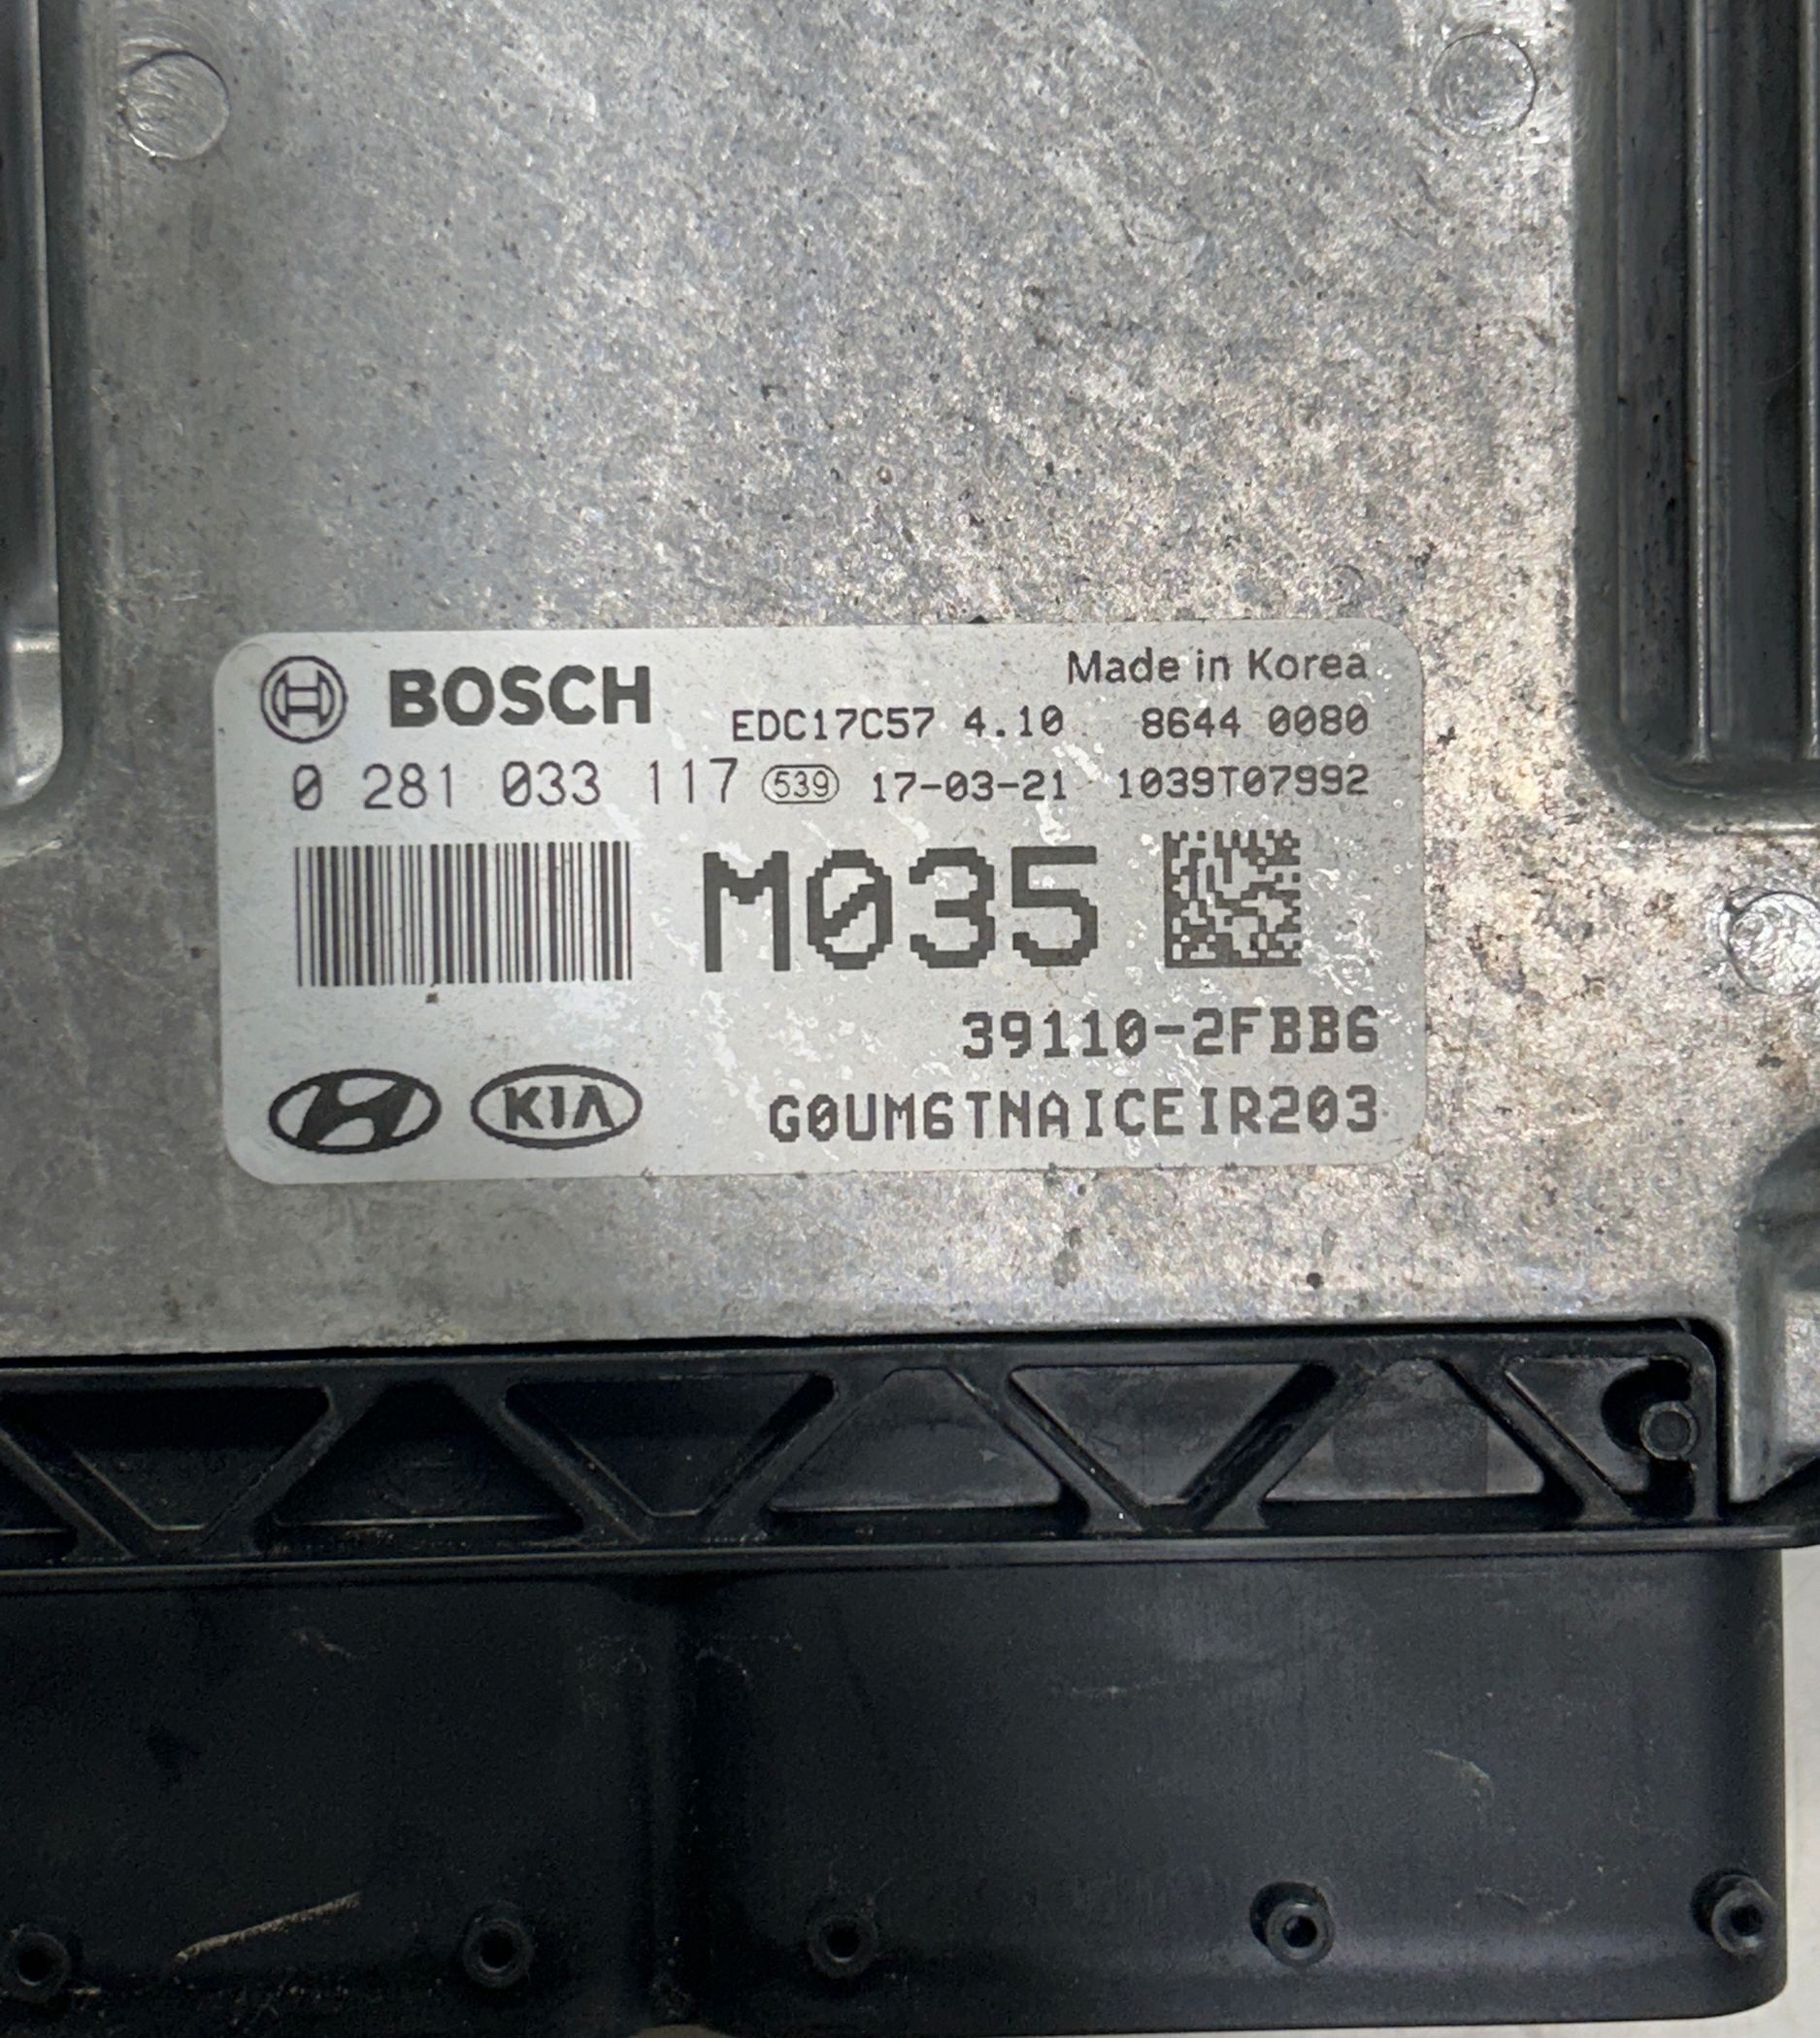 BOSCH Made in Korea
EDC17C57 4.10 8644 0080
0 281 033 117 539 17-03-21 1039T07992
M035
39110-2FBB6
KIA G0UM6TNAICEIR203